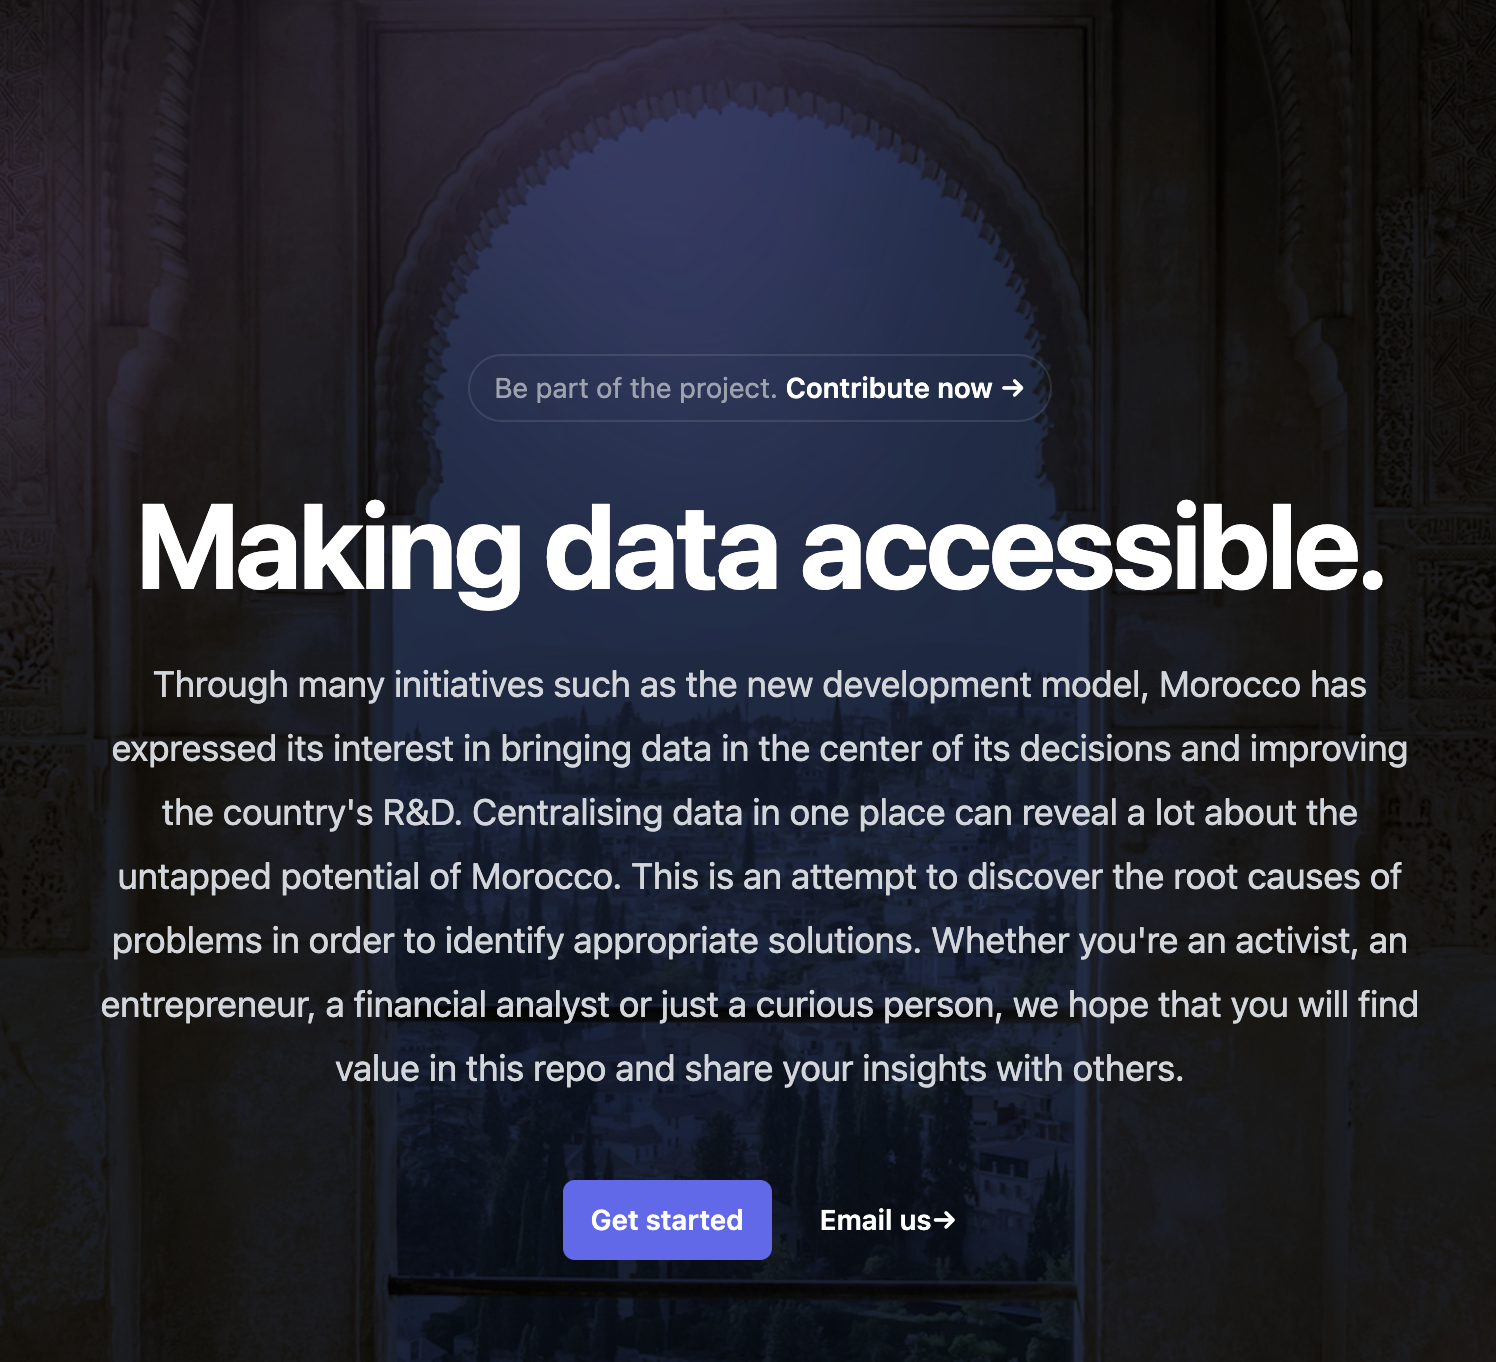 Be part of the project. Contribute now →
Making data accessible.
Through many initiatives such as the new development model, Morocco has
expressed its interest in bringing data in the center of its decisions and improving
the country's R&D. Centralising data in one place can reveal a lot about the
untapped potential of Morocco. This is an attempt to discover the root causes of
problems in order to identify appropriate solutions. Whether you're an activist, an
entrepreneur, a financial analyst or just a curious person, we hope that you will find
value in this repo and share your insights with others.
Get started Email us→